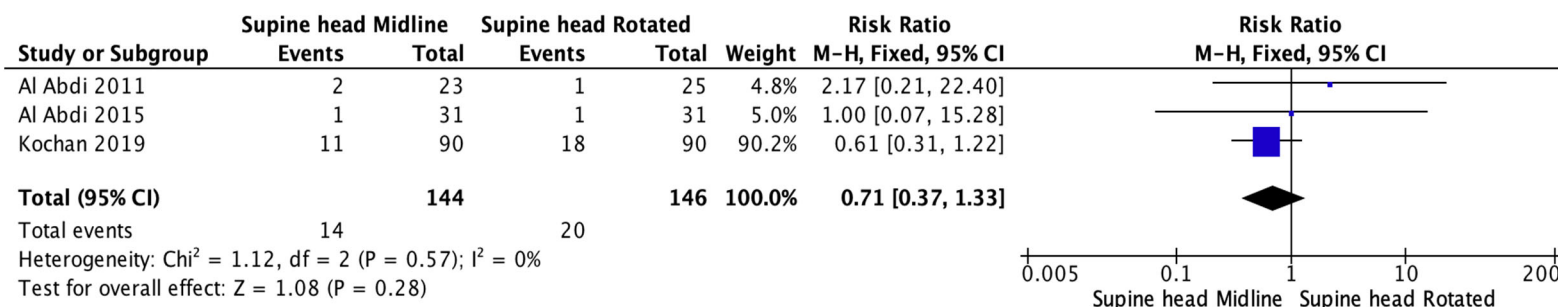 Supine head Midline Supine head Rotated Risk Ratio Risk Ratio
Study or Subgroup Events Total Events Total Weight M-H, Fixed, 95% CI M-H, Fixed, 95% CI
Al Abdi 2011 2 23 1 25 4.8% 2.17 [0.21, 22.40]
Al Abdi 2015 1 31 1 31 5.0% 1.00 [0.07, 15.28]
Kochan 2019 11 90 18 90 90.2% 0.61 [0.31, 1.22]
Total (95% CI) 144 146 100.0% 0.71 [0.37, 1.33]
Total events 14 20
Heterogeneity: Chi² = 1.12, df = 2 (P = 0.57); I² = 0%
Test for overall effect: Z = 1.08 (P = 0.28)
0.005 0.1 1 10 200
Supine head Midline Supine head Rotated